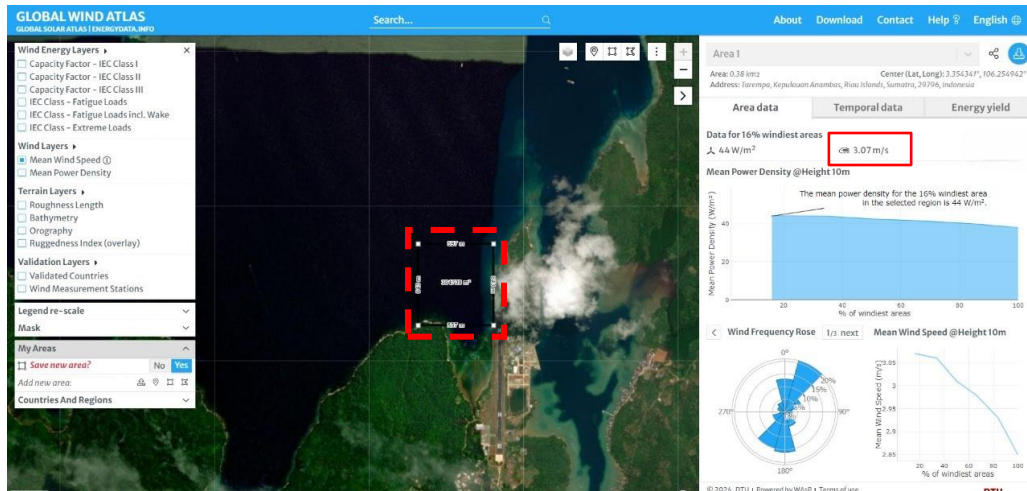 GLOBAL WIND ATLAS
GLOBAL SOLAR ATLAS | ENERGYDATA.INFO
Search...
About Download Contact Help English
Wind Energy Layers
Capacity Factor - IEC Class I
Capacity Factor - IEC Class II
Capacity Factor - IEC Class III
IEC Class - Fatigue Loads
IEC Class - Fatigue Loads incl. Wake
IEC Class - Extreme Loads
Wind Layers
Mean Wind Speed
Mean Power Density
Terrain Layers
Roughness Length
Bathymetry
Orography
Ruggedness Index (overlay)
Validation Layers
Validated Countries
Wind Measurement Stations
Legend re-scale
Mask
My Areas
Save new area? No Yes
Add new area:
Countries And Regions
597 m
597 m
Area 1
Area: 0.38 km2 Center (Lat, Long): 3.354341°, 106.254942°
Address: Tarempa, Kepulauan Anambas, Riau Islands, Sumatra, 29796, Indonesia
Area data Temporal data Energy yield
Data for 16% windiest areas
44 W/m² 3.07 m/s
Mean Power Density @Height 10m
The mean power density for the 16% windiest area
in the selected region is 44 W/m².
Mean Power Density (W/m²)
40
20
0
20 40 60 80 100
% of windiest areas
Wind Frequency Rose 1/3 next Mean Wind Speed @Height 10m
0°
20%
15%
10%
5%
0%
270° 90°
180°
Mean Wind Speed (m/s)
3.05
3
2.95
2.9
2.85
20 40 60 80 100
% of windiest areas
© 2024 DTU | Powered by WAsP | Terms of use
DTU